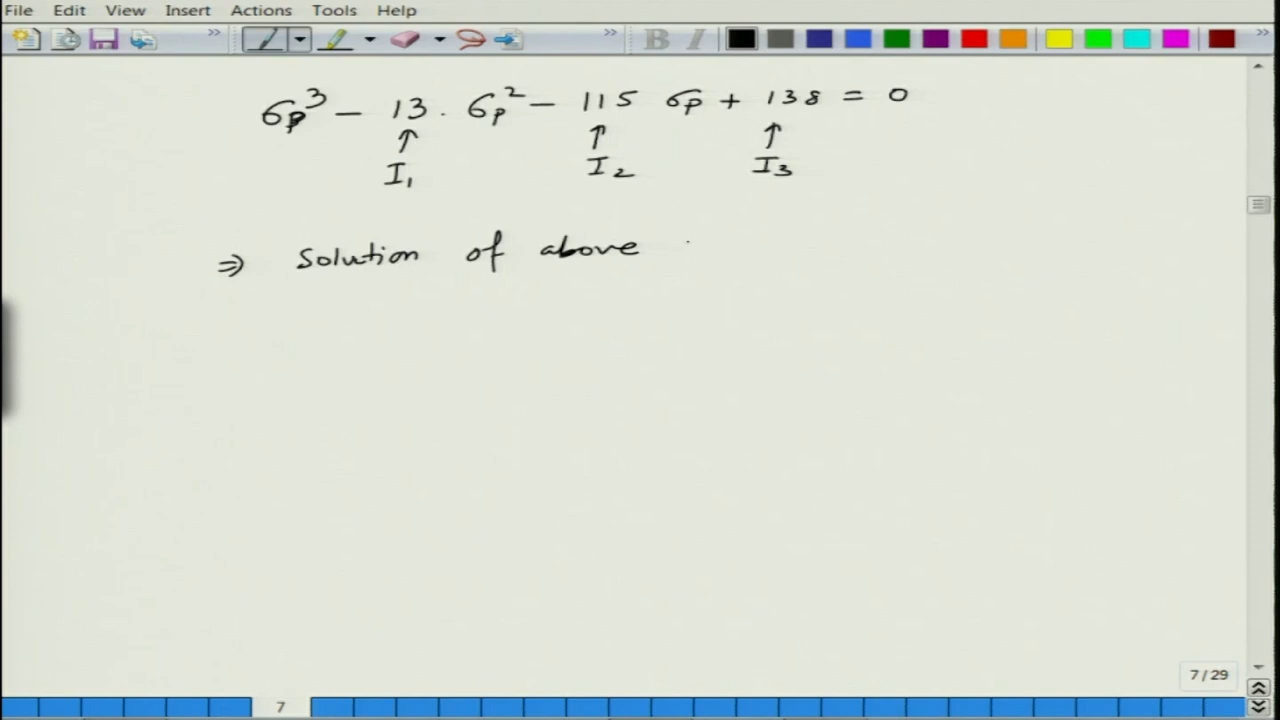 File Edit View Insert Actions Tools Help
B I
σp³ − 13 . σp² − 115 σp + 138 = 0
↑ ↑ ↑
I₁ I₂ I₃
⇒ Solution of above
7 / 29
7